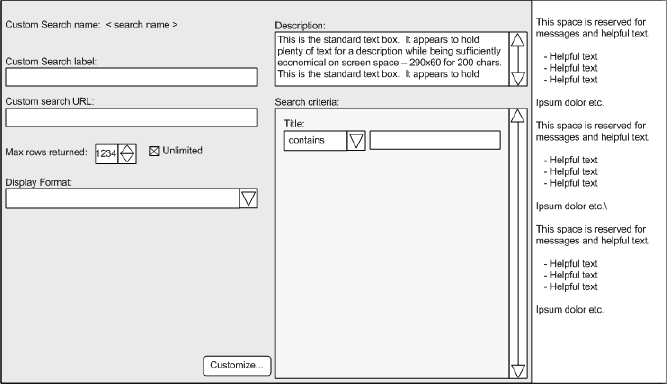 Custom Search name:  < search name >
Custom Search label:
Custom search URL:
Max rows returned: 1234 Unlimited
Display Format:
Customize...
Description:
This is the standard text box.  It appears to hold
plenty of text for a description while being sufficiently
economical on screen space – 290x60 for 200 chars.
This is the standard text box.  It appears to hold
Search criteria:
Title:
contains
This space is reserved for
messages and helpful text.
- Helpful text
- Helpful text
- Helpful text
Ipsum dolor etc.
This space is reserved for
messages and helpful text.
- Helpful text
- Helpful text
- Helpful text
Ipsum dolor etc.\
This space is reserved for
messages and helpful text.
- Helpful text
- Helpful text
- Helpful text
Ipsum dolor etc.